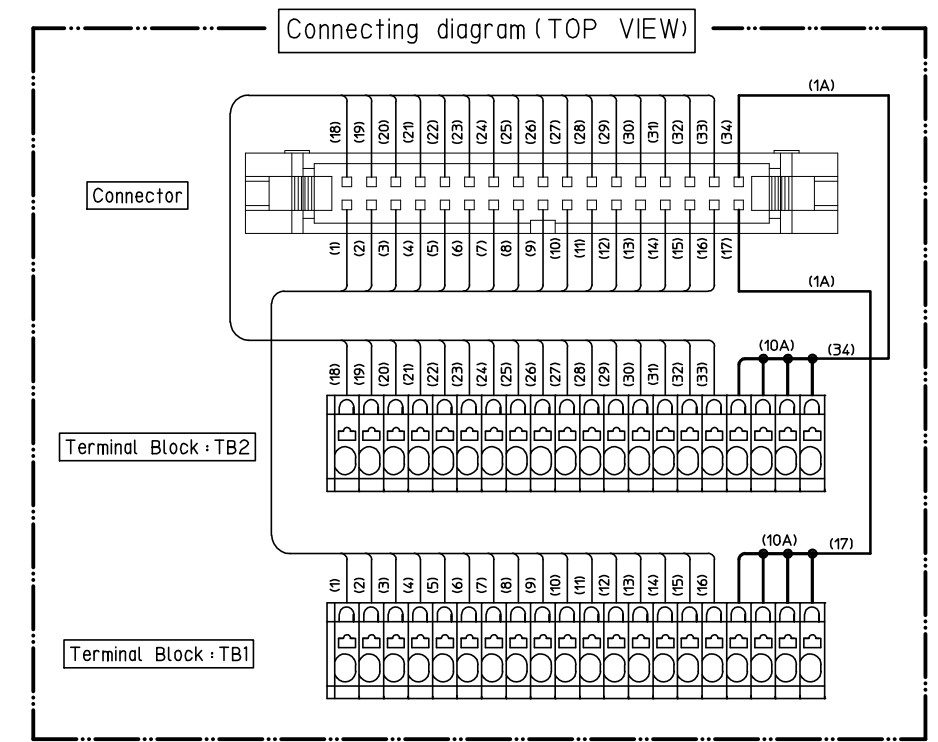 Connecting diagram (TOP VIEW)
(1A)
(18) (19) (20) (21) (22) (23) (24) (25) (26) (27) (28) (29) (30) (31) (32) (33) (34)
Connector
(1) (2) (3) (4) (5) (6) (7) (8) (9) (10) (11) (12) (13) (14) (15) (16) (17)
(1A)
(10A) (34)
(18) (19) (20) (21) (22) (23) (24) (25) (26) (27) (28) (29) (30) (31) (32) (33)
Terminal Block : TB2
(10A) (17)
(1) (2) (3) (4) (5) (6) (7) (8) (9) (10) (11) (12) (13) (14) (15) (16)
Terminal Block : TB1